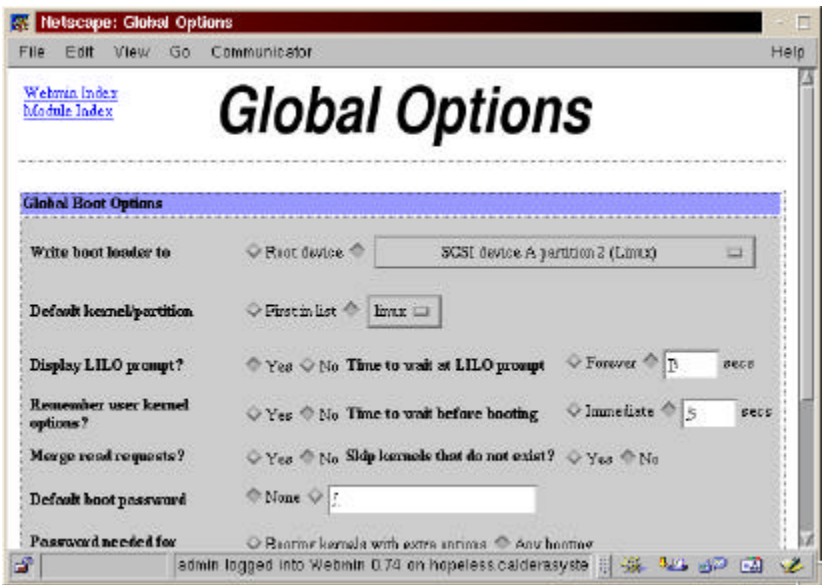 Netscape: Global Options
File Edit View Go Communicator Help
Webmin Index
Module Index
Global Options
Global Boot Options
Write boot loader to Root device SCSI device A partition 2 (Linux)
Default kernel/partition First in list linux
Display LILO prompt? Yes No Time to wait at LILO prompt Forever secs
Remember user kernel options? Yes No Time to wait before booting Immediate 5 secs
Merge read requests? Yes No Skip kernels that do not exist? Yes No
Default boot password None
Password needed for Booting kernels with extra options Any booting
admin logged into Webmin 0.74 on hopeless.calderasyste